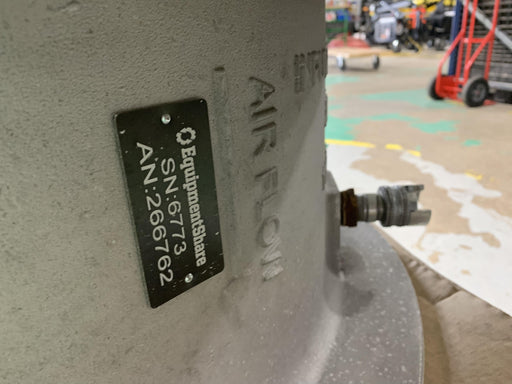 EquipmentShare
SN:6773
AN:266762
AIR FLOW